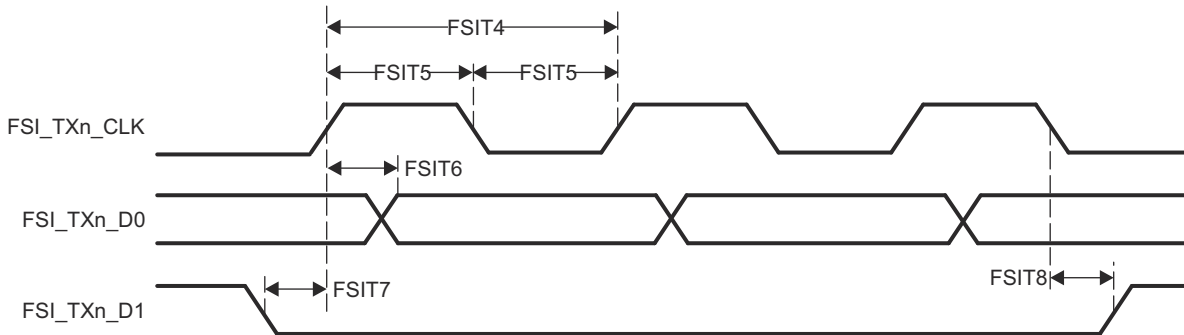 FSIT4
FSIT5 FSIT5
FSI_TXn_CLK
FSIT6
FSI_TXn_D0
FSIT8
FSIT7
FSI_TXn_D1